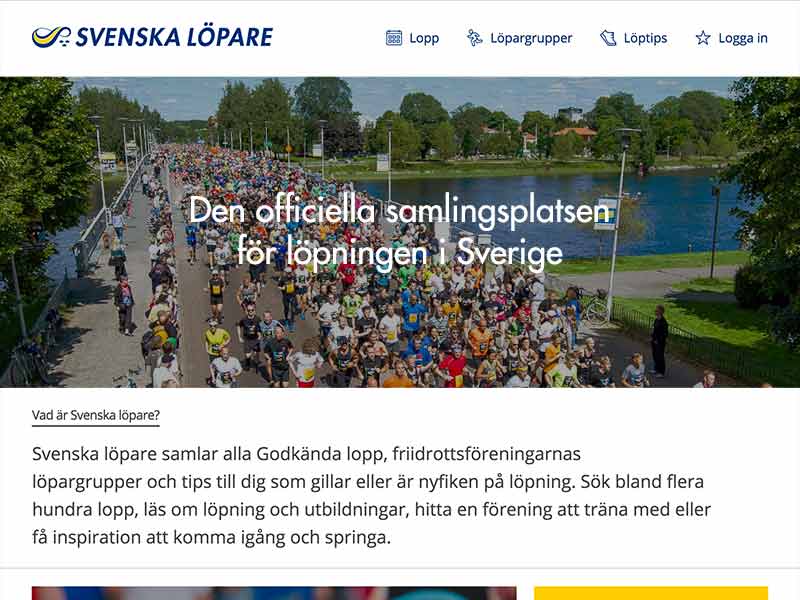 SVENSKA LÖPARE
Lopp
Löpargrupper
Löptips
Logga in
Den officiella samlingsplatsen
för löpningen i Sverige
Vad är Svenska löpare?
Svenska löpare samlar alla Godkända lopp, friidrottsföreningarnas
löpargrupper och tips till dig som gillar eller är nyfiken på löpning. Sök bland flera
hundra lopp, läs om löpning och utbildningar, hitta en förening att träna med eller
få inspiration att komma igång och springa.